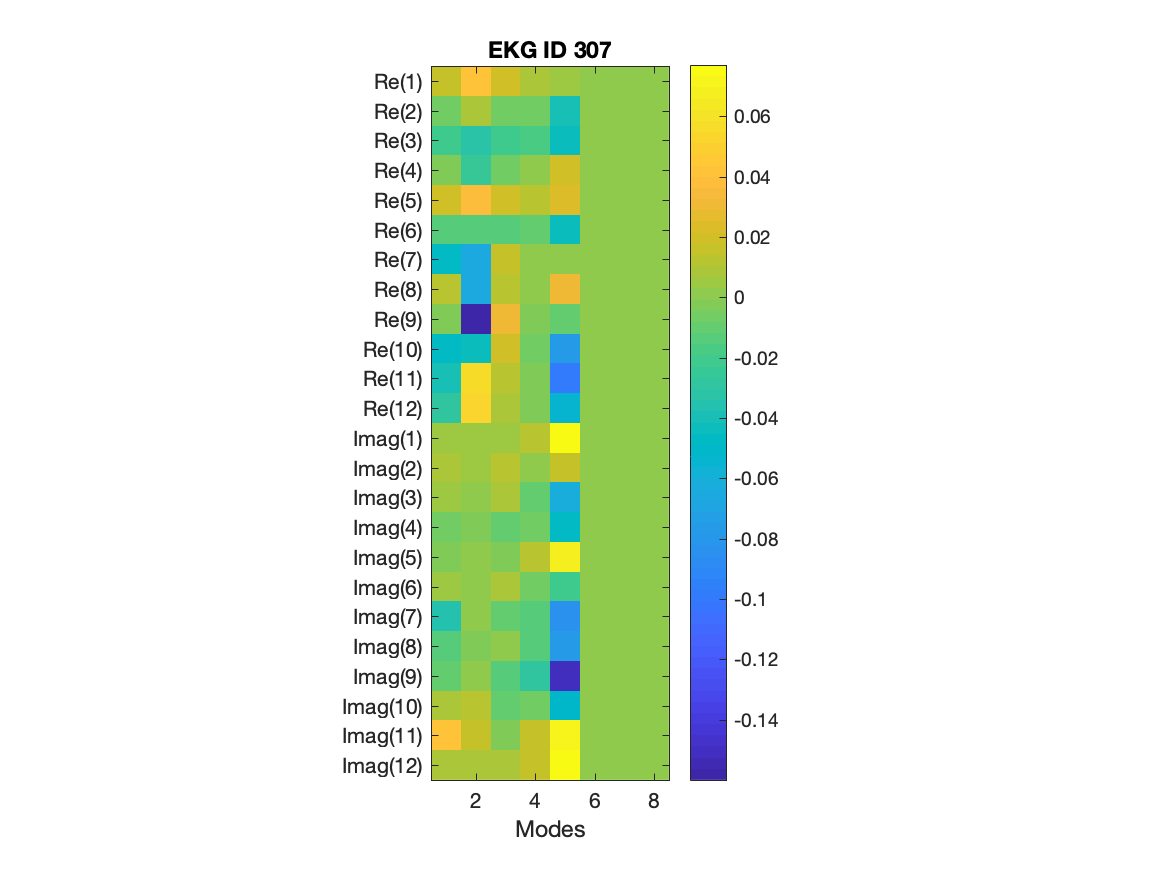 EKG ID 307
Re(1)
Re(2)
Re(3)
Re(4)
Re(5)
Re(6)
Re(7)
Re(8)
Re(9)
Re(10)
Re(11)
Re(12)
Imag(1)
Imag(2)
Imag(3)
Imag(4)
Imag(5)
Imag(6)
Imag(7)
Imag(8)
Imag(9)
Imag(10)
Imag(11)
Imag(12)
2 4 6 8
Modes
0.06
0.04
0.02
0
-0.02
-0.04
-0.06
-0.08
-0.1
-0.12
-0.14